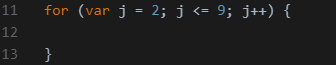 11 for (var j = 2; j <= 9; j++) {
12
13 }